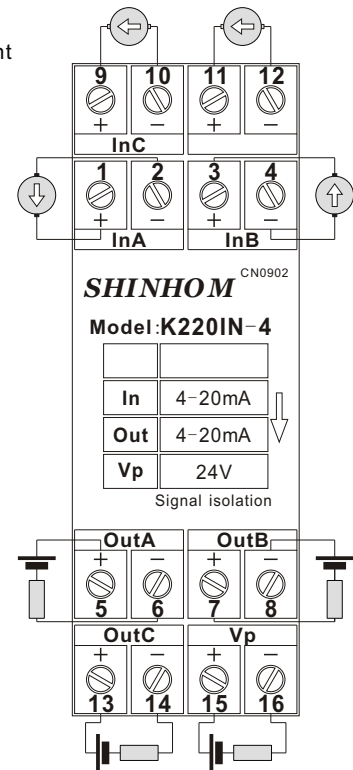 nt
9 10 11 12
+ − + −
InC
1 2 3 4
+ − + −
InA InB
CN0902
SHINHOM
Model:K220IN−4
In 4−20mA
Out 4−20mA
Vp 24V
Signal isolation
OutA OutB
+ − + −
5 6 7 8
OutC Vp
+ − + −
13 14 15 16